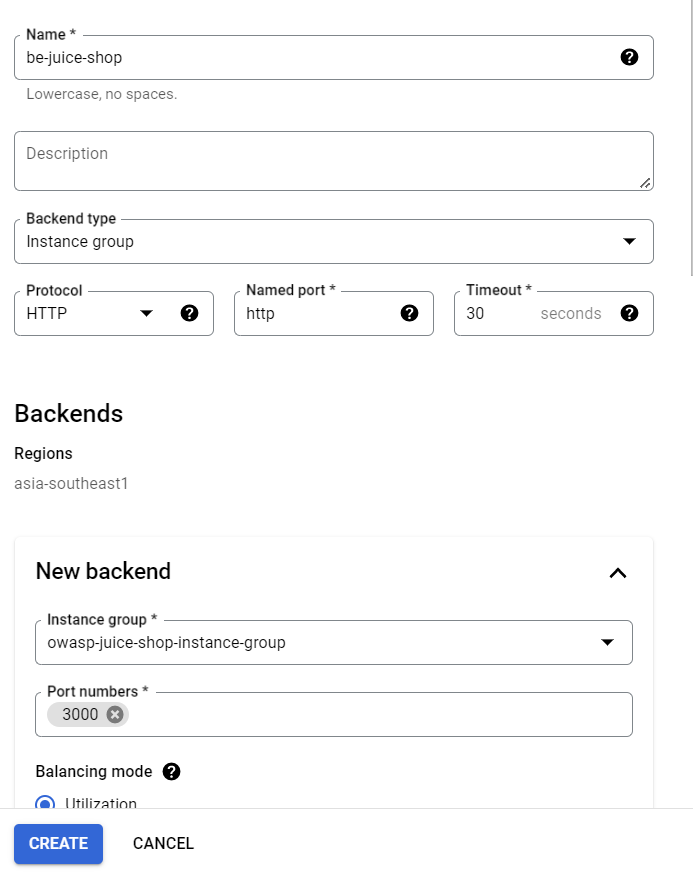 Name *
be-juice-shop
Lowercase, no spaces.
Description
Backend type
Instance group
Protocol
HTTP
Named port *
http
Timeout *
30 seconds
Backends
Regions
asia-southeast1
New backend
Instance group *
owasp-juice-shop-instance-group
Port numbers *
3000
Balancing mode
Utilization
CREATE CANCEL